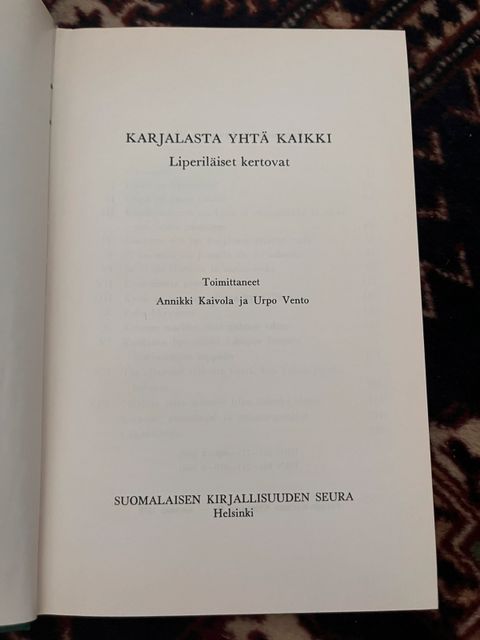 KARJALASTA YHTÄ KAIKKI
Liperiläiset kertovat
Toimittaneet
Annikki Kaivola ja Urpo Vento
SUOMALAISEN KIRJALLISUUDEN SEURA
Helsinki